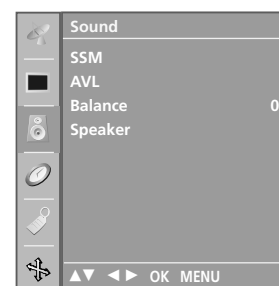 Sound
SSM
AVL
Balance 0
Speaker
▲▼ ◄► OK MENU